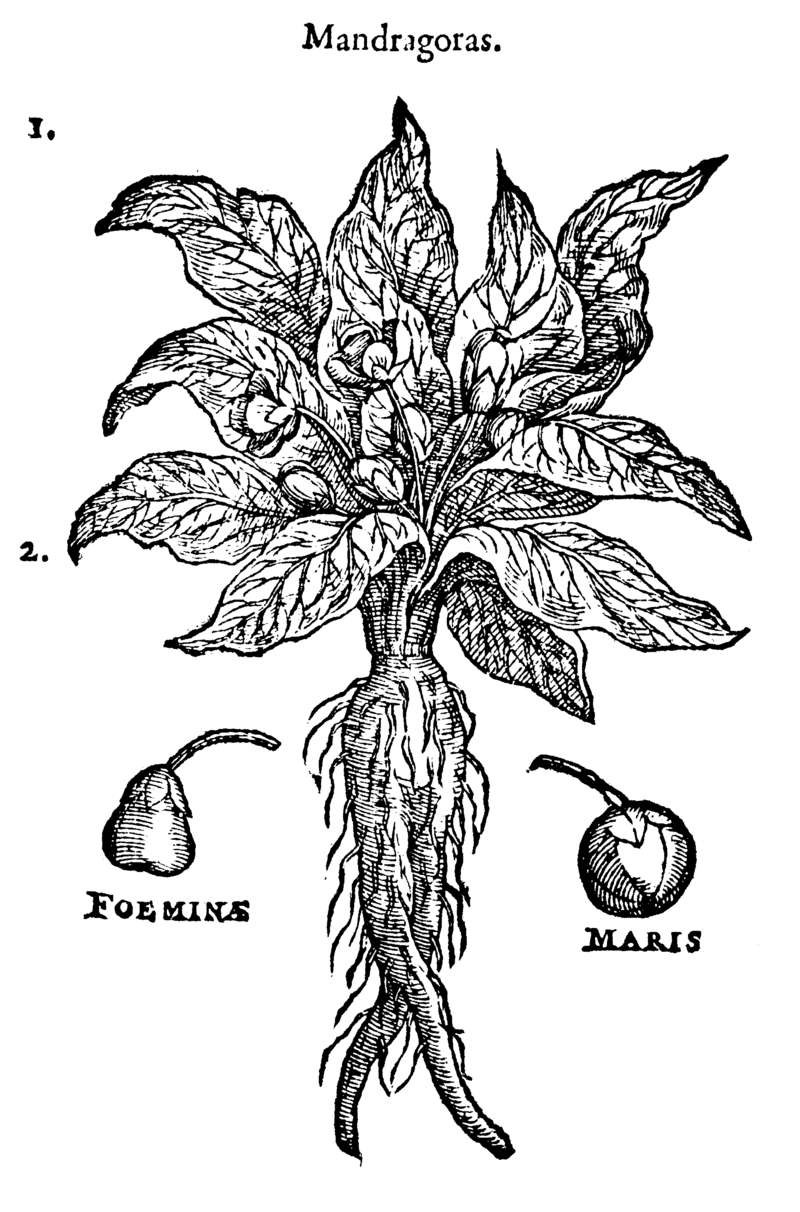 Mandragoras.
1.
2.
FOEMINÆ
MARIS